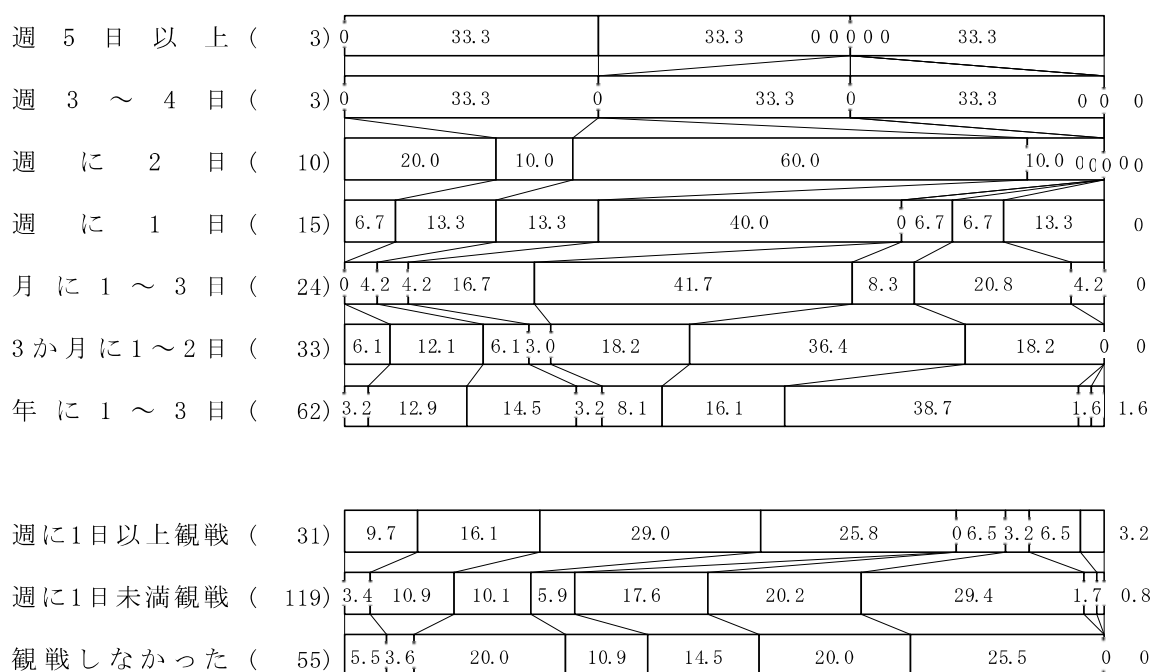 週5日以上( 3) 0 33.3 33.3 0 0 0 0 0 33.3
週3～4日( 3) 0 33.3 0 33.3 0 33.3 0 0 0
週に2日( 10) 20.0 10.0 60.0 10.0 0 0 0 0 0
週に1日( 15) 6.7 13.3 13.3 40.0 0 6.7 6.7 13.3 0
月に1～3日( 24) 0 4.2 4.2 16.7 41.7 8.3 20.8 4.2 0
3か月に1～2日( 33) 6.1 12.1 6.1 3.0 18.2 36.4 18.2 0 0
年に1～3日( 62) 3.2 12.9 14.5 3.2 8.1 16.1 38.7 1.6 1.6
週に1日以上観戦( 31) 9.7 16.1 29.0 25.8 0 6.5 3.2 6.5 3.2
週に1日未満観戦( 119) 3.4 10.9 10.1 5.9 17.6 20.2 29.4 1.7 0.8
観戦しなかった( 55) 5.5 3.6 20.0 10.9 14.5 20.0 25.5 0 0